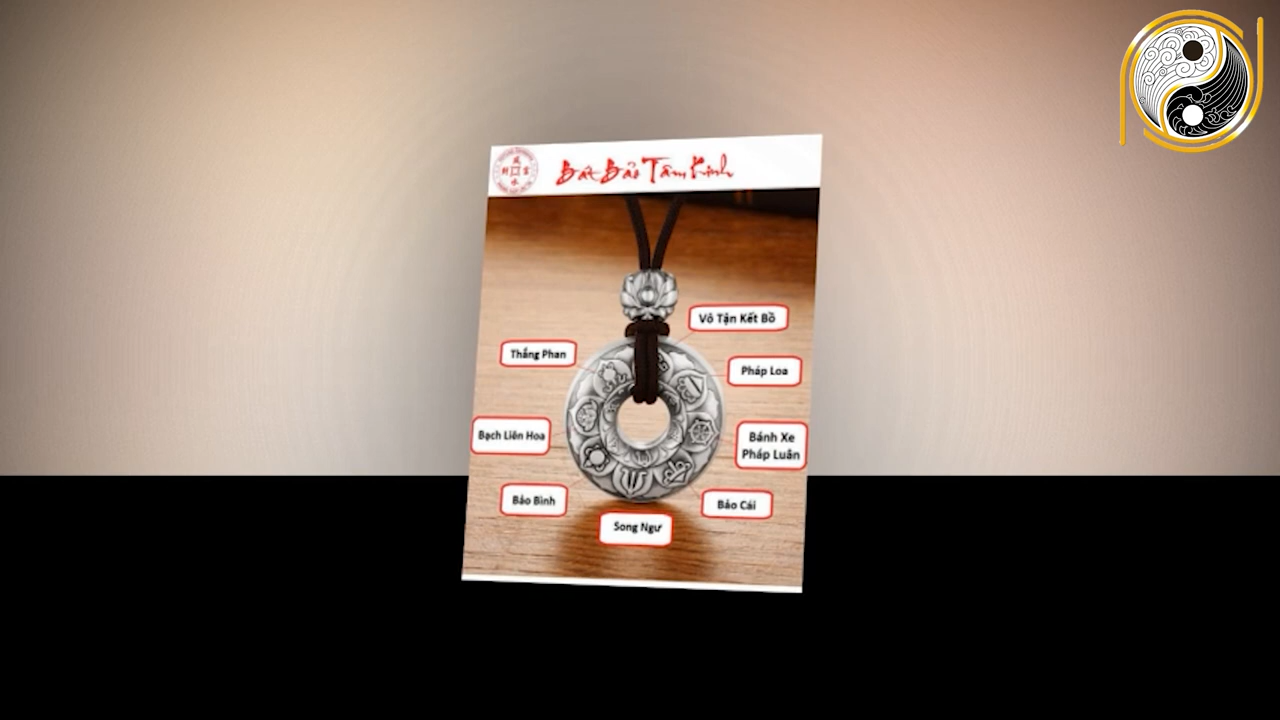 Bát Bảo Tâm Kinh
Vô Tận Kết Bồ
Thắng Phan
Pháp Loa
Bạch Liên Hoa
Bánh Xe
Pháp Luân
Bảo Bình
Bảo Cái
Song Ngư